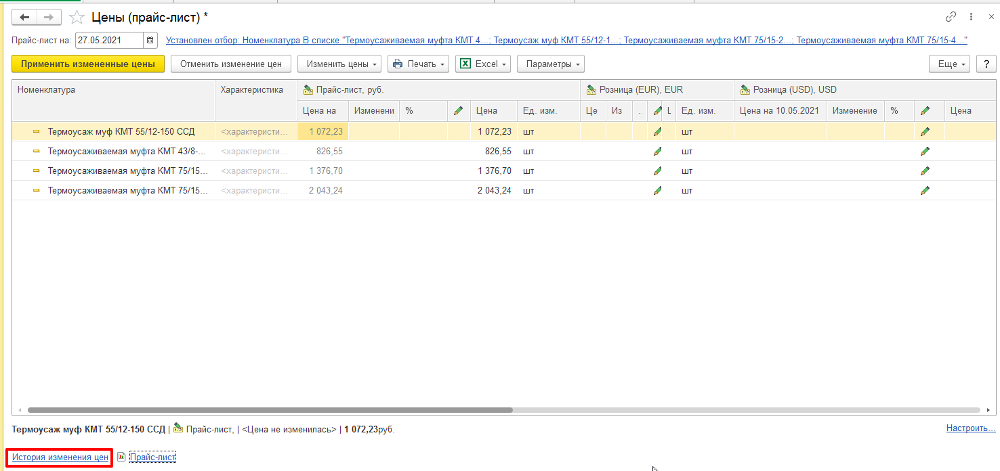 Цены (прайс-лист) *
Прайс-лист на: 27.05.2021 Установлен отбор: Номенклатура В списке "Термоусаживаемая муфта КМТ 4...; Термоусаж муф КМТ 55/12-1...; Термоусаживаемая муфта КМТ 75/15-2...; Термоусаживаемая муфта КМТ 75/15-4..."
Применить измененные цены Отменить изменение цен Изменить цены Печать Excel Параметры Еще ?
Номенклатура Характеристика Прайс-лист, руб. Розница (EUR), EUR Розница (USD), USD
Цена на Изменени % Цена Ед. изм. Це Из .. Ед. изм. Цена на 10.05.2021 Изменение % Цена
Термоусаж муф КМТ 55/12-150 ССД <характеристи... 1 072,23 1 072,23 шт шт
Термоусаживаемая муфта КМТ 43/8-... <характеристи... 826,55 826,55 шт шт
Термоусаживаемая муфта КМТ 75/15... <характеристи... 1 376,70 1 376,70 шт шт
Термоусаживаемая муфта КМТ 75/15... <характеристи... 2 043,24 2 043,24 шт шт
Термоусаж муф КМТ 55/12-150 ССД | Прайс-лист, | <Цена не изменилась> | 1 072,23руб. Настроить...
История изменения цен Прайс-лист